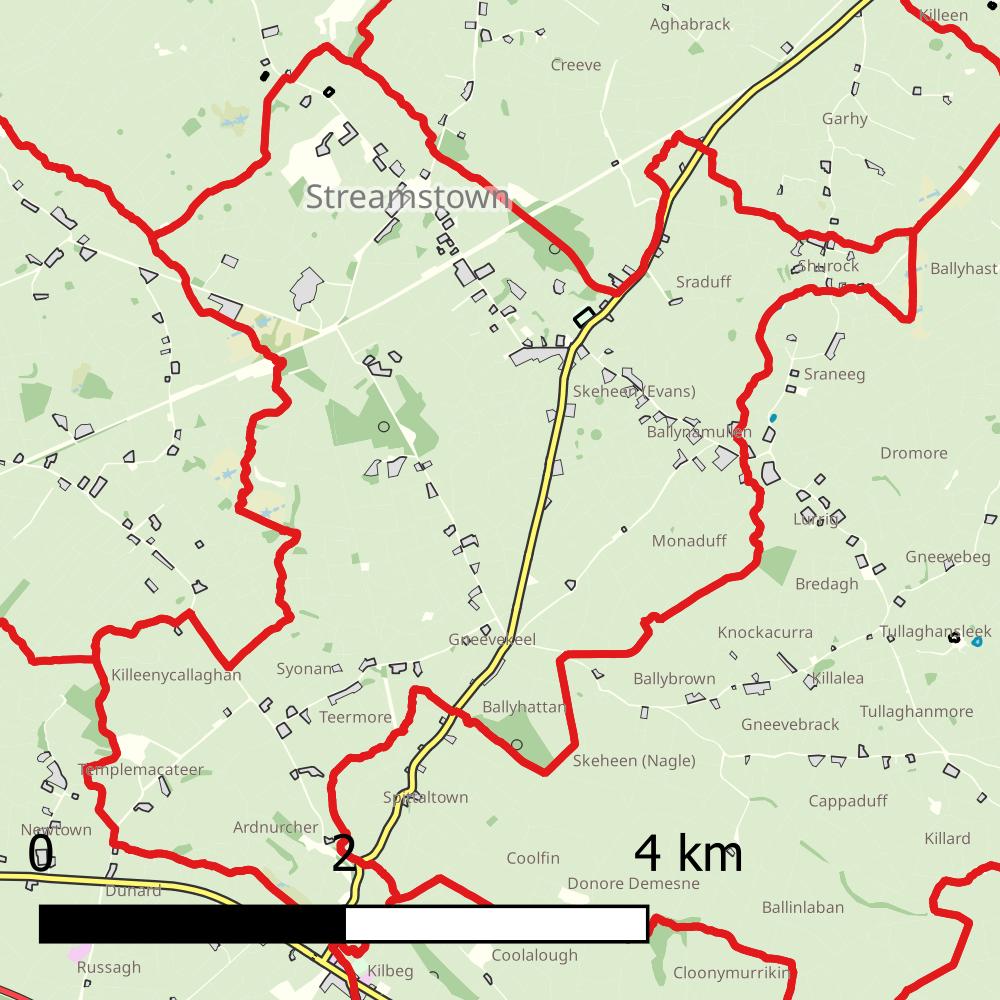 Killeen
Aghabrack
Creeve
Garhy
Streamstown
Shurock
Ballyhast
Sraduff
Sraneeg
Skeheen (Evans)
Ballynamullen
Dromore
Lurrig
Monaduff
Gneevebeg
Bredagh
Knockacurra
Tullaghansleek
Gneevekeel
Syonan
Killeenycallaghan
Ballybrown
Killalea
Ballyhattan
Tullaghanmore
Teermore
Gneevebrack
Skeheen (Nagle)
Templemacateer
Spittaltown
Cappaduff
Newtown
Ardnurcher
Killard
0 2 4 km
Coolfin
Donore Demesne
Dunard
Ballinlaban
Coolalough
Russagh
Kilbeg
Cloonymurrikin